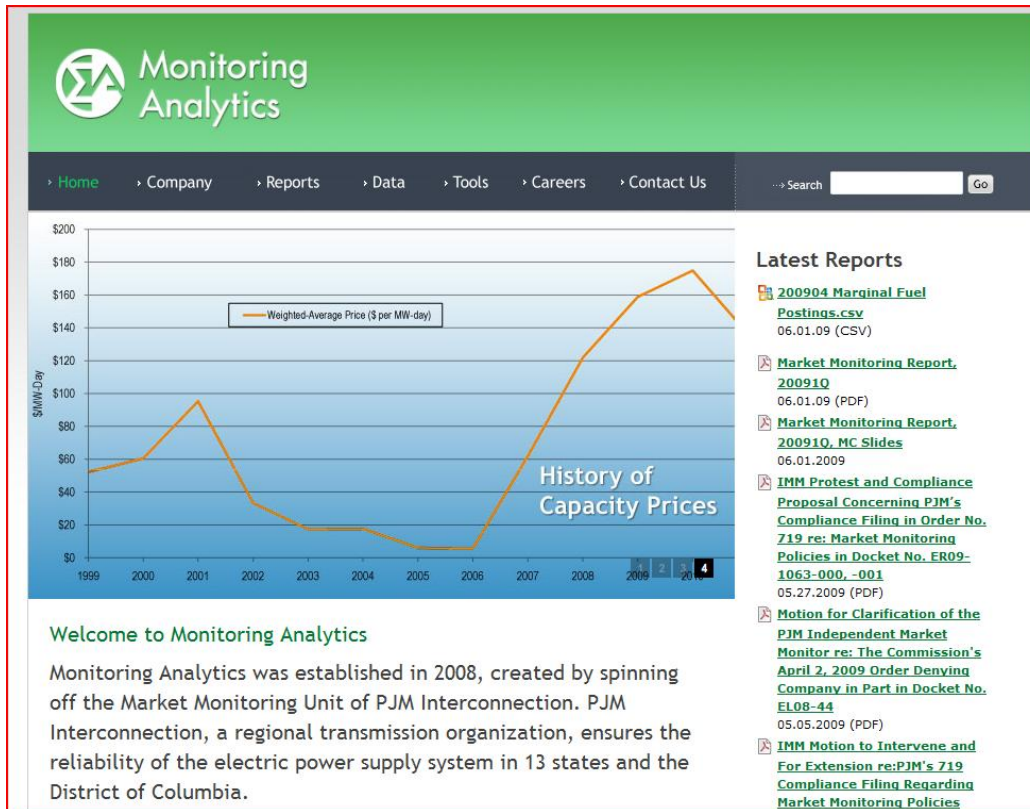 Monitoring
Analytics
Home
Company
Reports
Data
Tools
Careers
Contact Us
Search
Go
$200
$180
$160
$140
$120
$100
$80
$60
$40
$20
$0
$/MW-Day
Weighted-Average Price ($ per MW-day)
History of
Capacity Prices
1999 2000 2001 2002 2003 2004 2005 2006 2007 2008 2009 2010
1 2 3 4
Welcome to Monitoring Analytics
Monitoring Analytics was established in 2008, created by spinning
off the Market Monitoring Unit of PJM Interconnection. PJM
Interconnection, a regional transmission organization, ensures the
reliability of the electric power supply system in 13 states and the
District of Columbia.
Latest Reports
200904 Marginal Fuel
Postings.csv
06.01.09 (CSV)
Market Monitoring Report,
20091Q
06.01.09 (PDF)
Market Monitoring Report,
20091Q, MC Slides
06.01.2009
IMM Protest and Compliance
Proposal Concerning PJM's
Compliance Filing in Order No.
719 re: Market Monitoring
Policies in Docket No. ER09-
1063-000, -001
05.27.2009 (PDF)
Motion for Clarification of the
PJM Independent Market
Monitor re: The Commission's
April 2, 2009 Order Denying
Company in Part in Docket No.
EL08-44
05.05.2009 (PDF)
IMM Motion to Intervene and
For Extension re:PJM's 719
Compliance Filing Regarding
Market Monitoring Policies